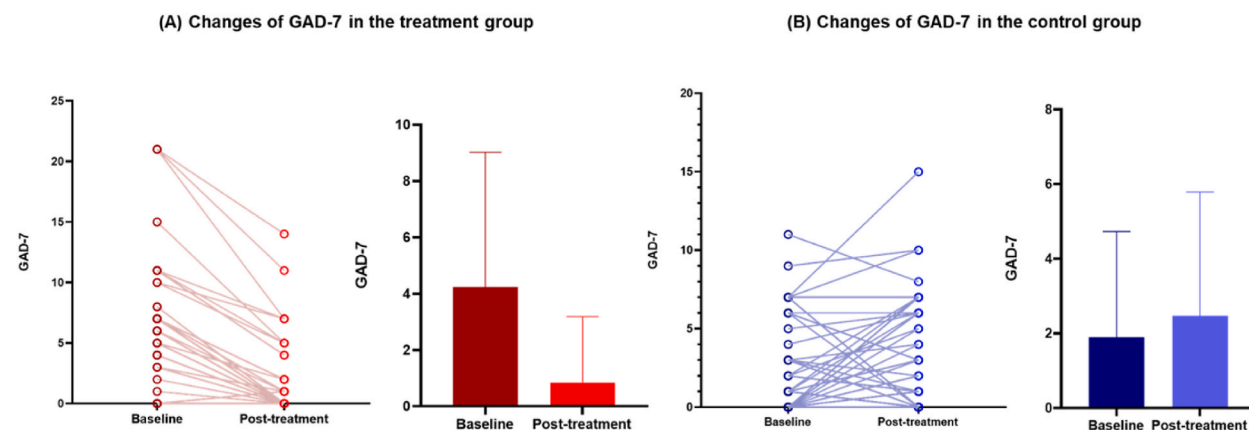 (A) Changes of GAD-7 in the treatment group
(B) Changes of GAD-7 in the control group
25
20
15
10
5
0
GAD-7
Baseline
Post-treatment
10
8
6
4
2
0
GAD-7
Baseline
Post-treatment
20
15
10
5
0
GAD-7
Baseline
Post-treatment
8
6
4
2
0
GAD-7
Baseline
Post-treatment